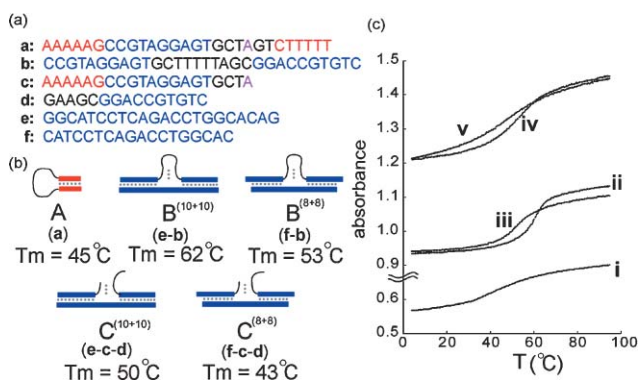 (a)
a: AAAAAGCCGTAGGAGTGCTAGTCTTTTT
b: CCGTAGGAGTGCTTTTTAGCGGACCGTGTC
c: AAAAAGCCGTAGGAGTGCTA
d: GAAGCGGACCGTGTC
e: GGCATCCTCAGACCTGGCACAG
f: CATCCTCAGACCTGGCAC
(b)
A
(a)
Tm = 45°C
B(10+10)
(e-b)
Tm = 62°C
B(8+8)
(f-b)
Tm = 53°C
C(10+10)
(e-c-d)
Tm = 50°C
C(8+8)
(f-c-d)
Tm = 43°C
(c)
absorbance
1.5
1.4
1.3
1.2
1.1
1.0
0.9
0.6
0.5
v
iv
iii
ii
i
0 20 40 60 80 100
T (°C)